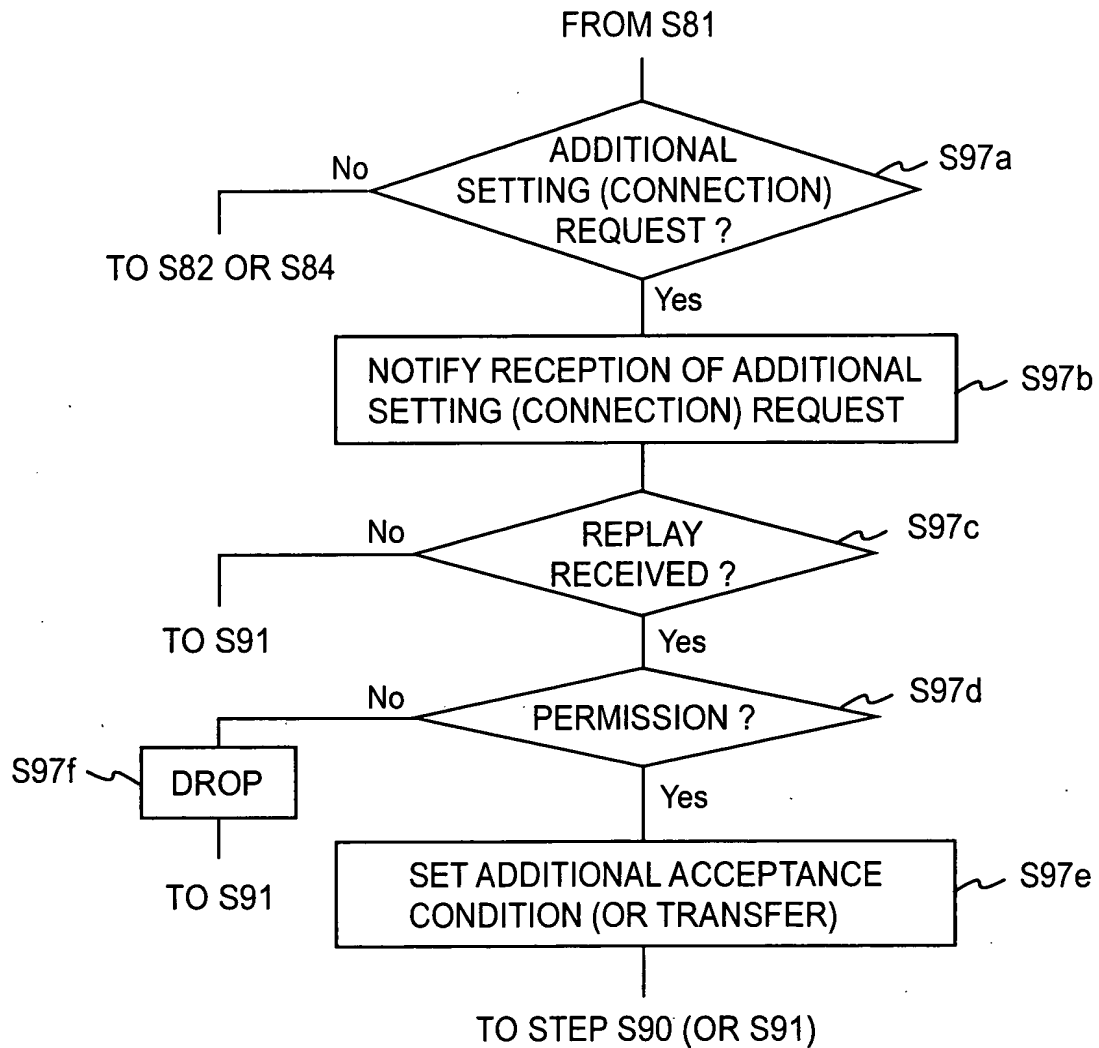 FROM S81
ADDITIONAL
SETTING (CONNECTION)
REQUEST ?
S97a
No
TO S82 OR S84
Yes
NOTIFY RECEPTION OF ADDITIONAL
SETTING (CONNECTION) REQUEST
S97b
REPLAY
RECEIVED ?
S97c
No
TO S91
Yes
PERMISSION ?
S97d
No
S97f
DROP
TO S91
Yes
SET ADDITIONAL ACCEPTANCE
CONDITION (OR TRANSFER)
S97e
TO STEP S90 (OR S91)